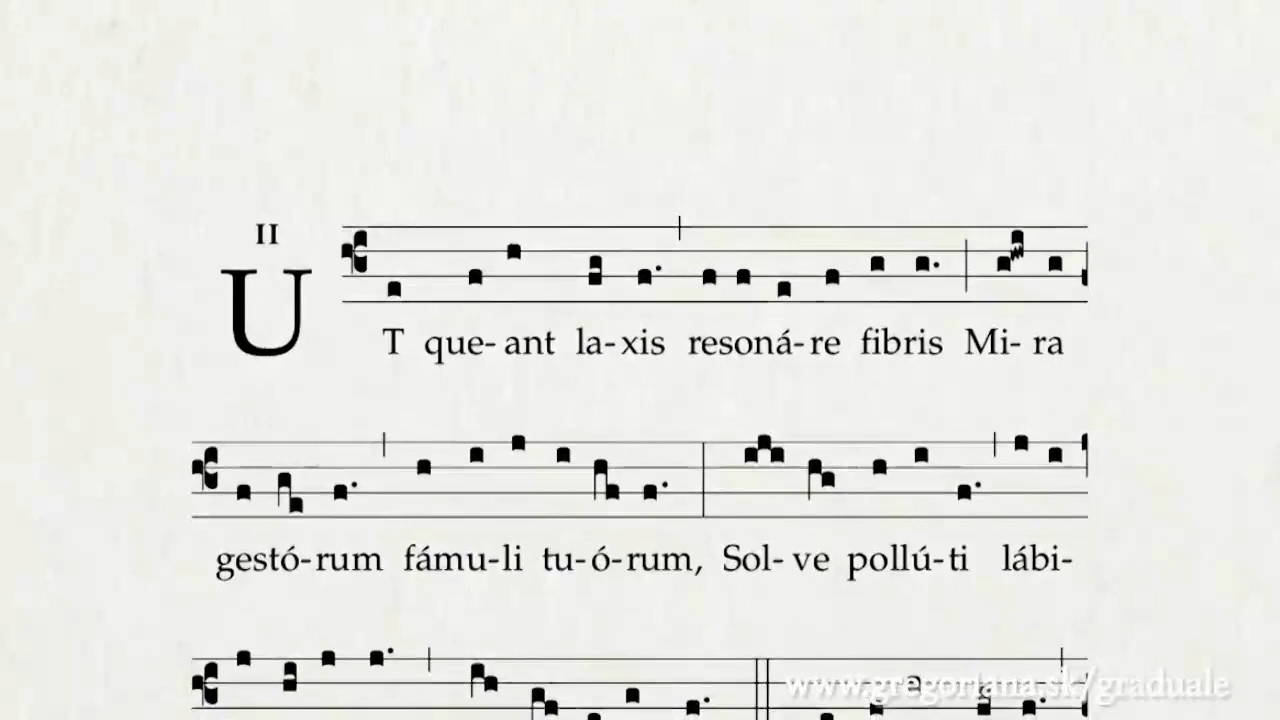 II
UT que- ant la-xis resoná-re fibris Mi- ra
gestó-rum fámu-li tu-ó-rum, Sol- ve pollú-ti lábi-
www.gregoriana.sk/graduale